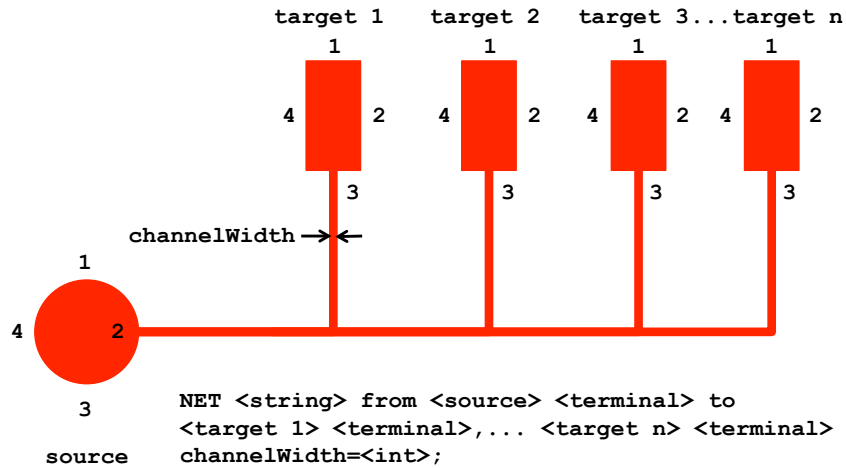 target 1 target 2 target 3...target n
1 1 1 1
4 2 4 2 4 2 4 2
3 3 3 3
channelWidth
1
4 2
3
source
NET <string> from <source> <terminal> to
<target 1> <terminal>,... <target n> <terminal>
channelWidth=<int>;